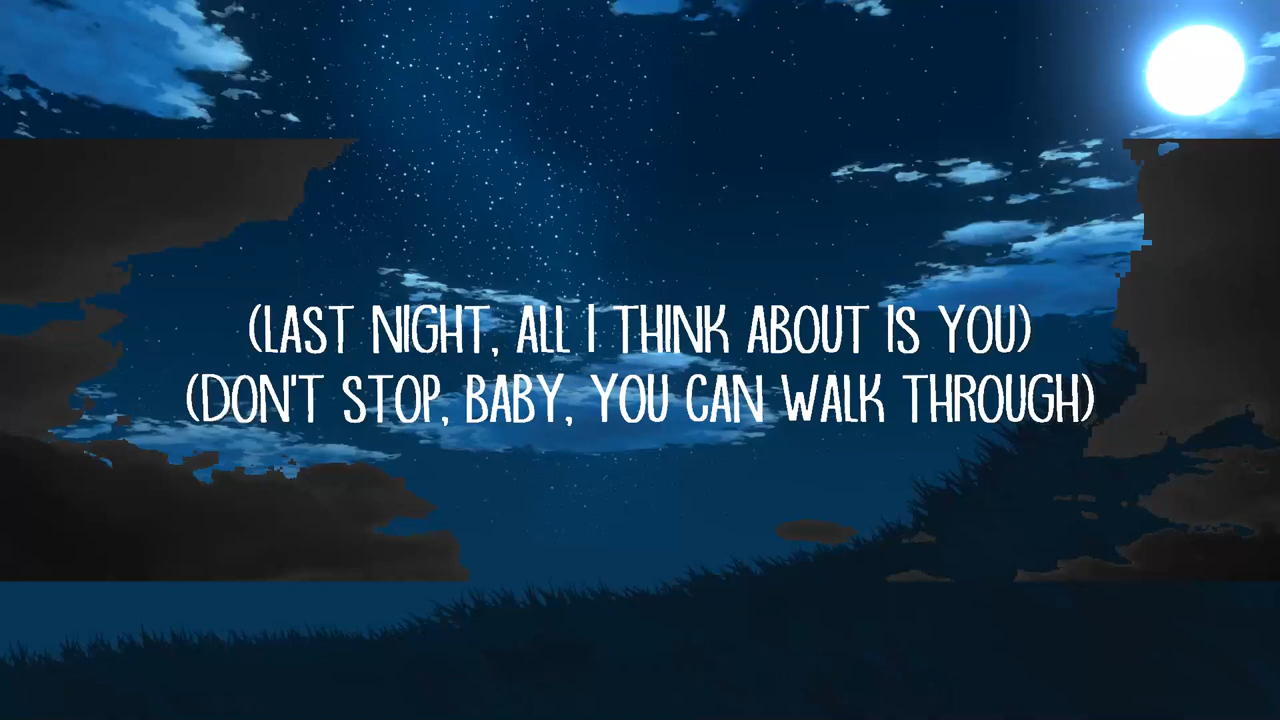 (LAST NIGHT, ALL I THINK ABOUT IS YOU)
(DON'T STOP, BABY, YOU CAN WALK THROUGH)